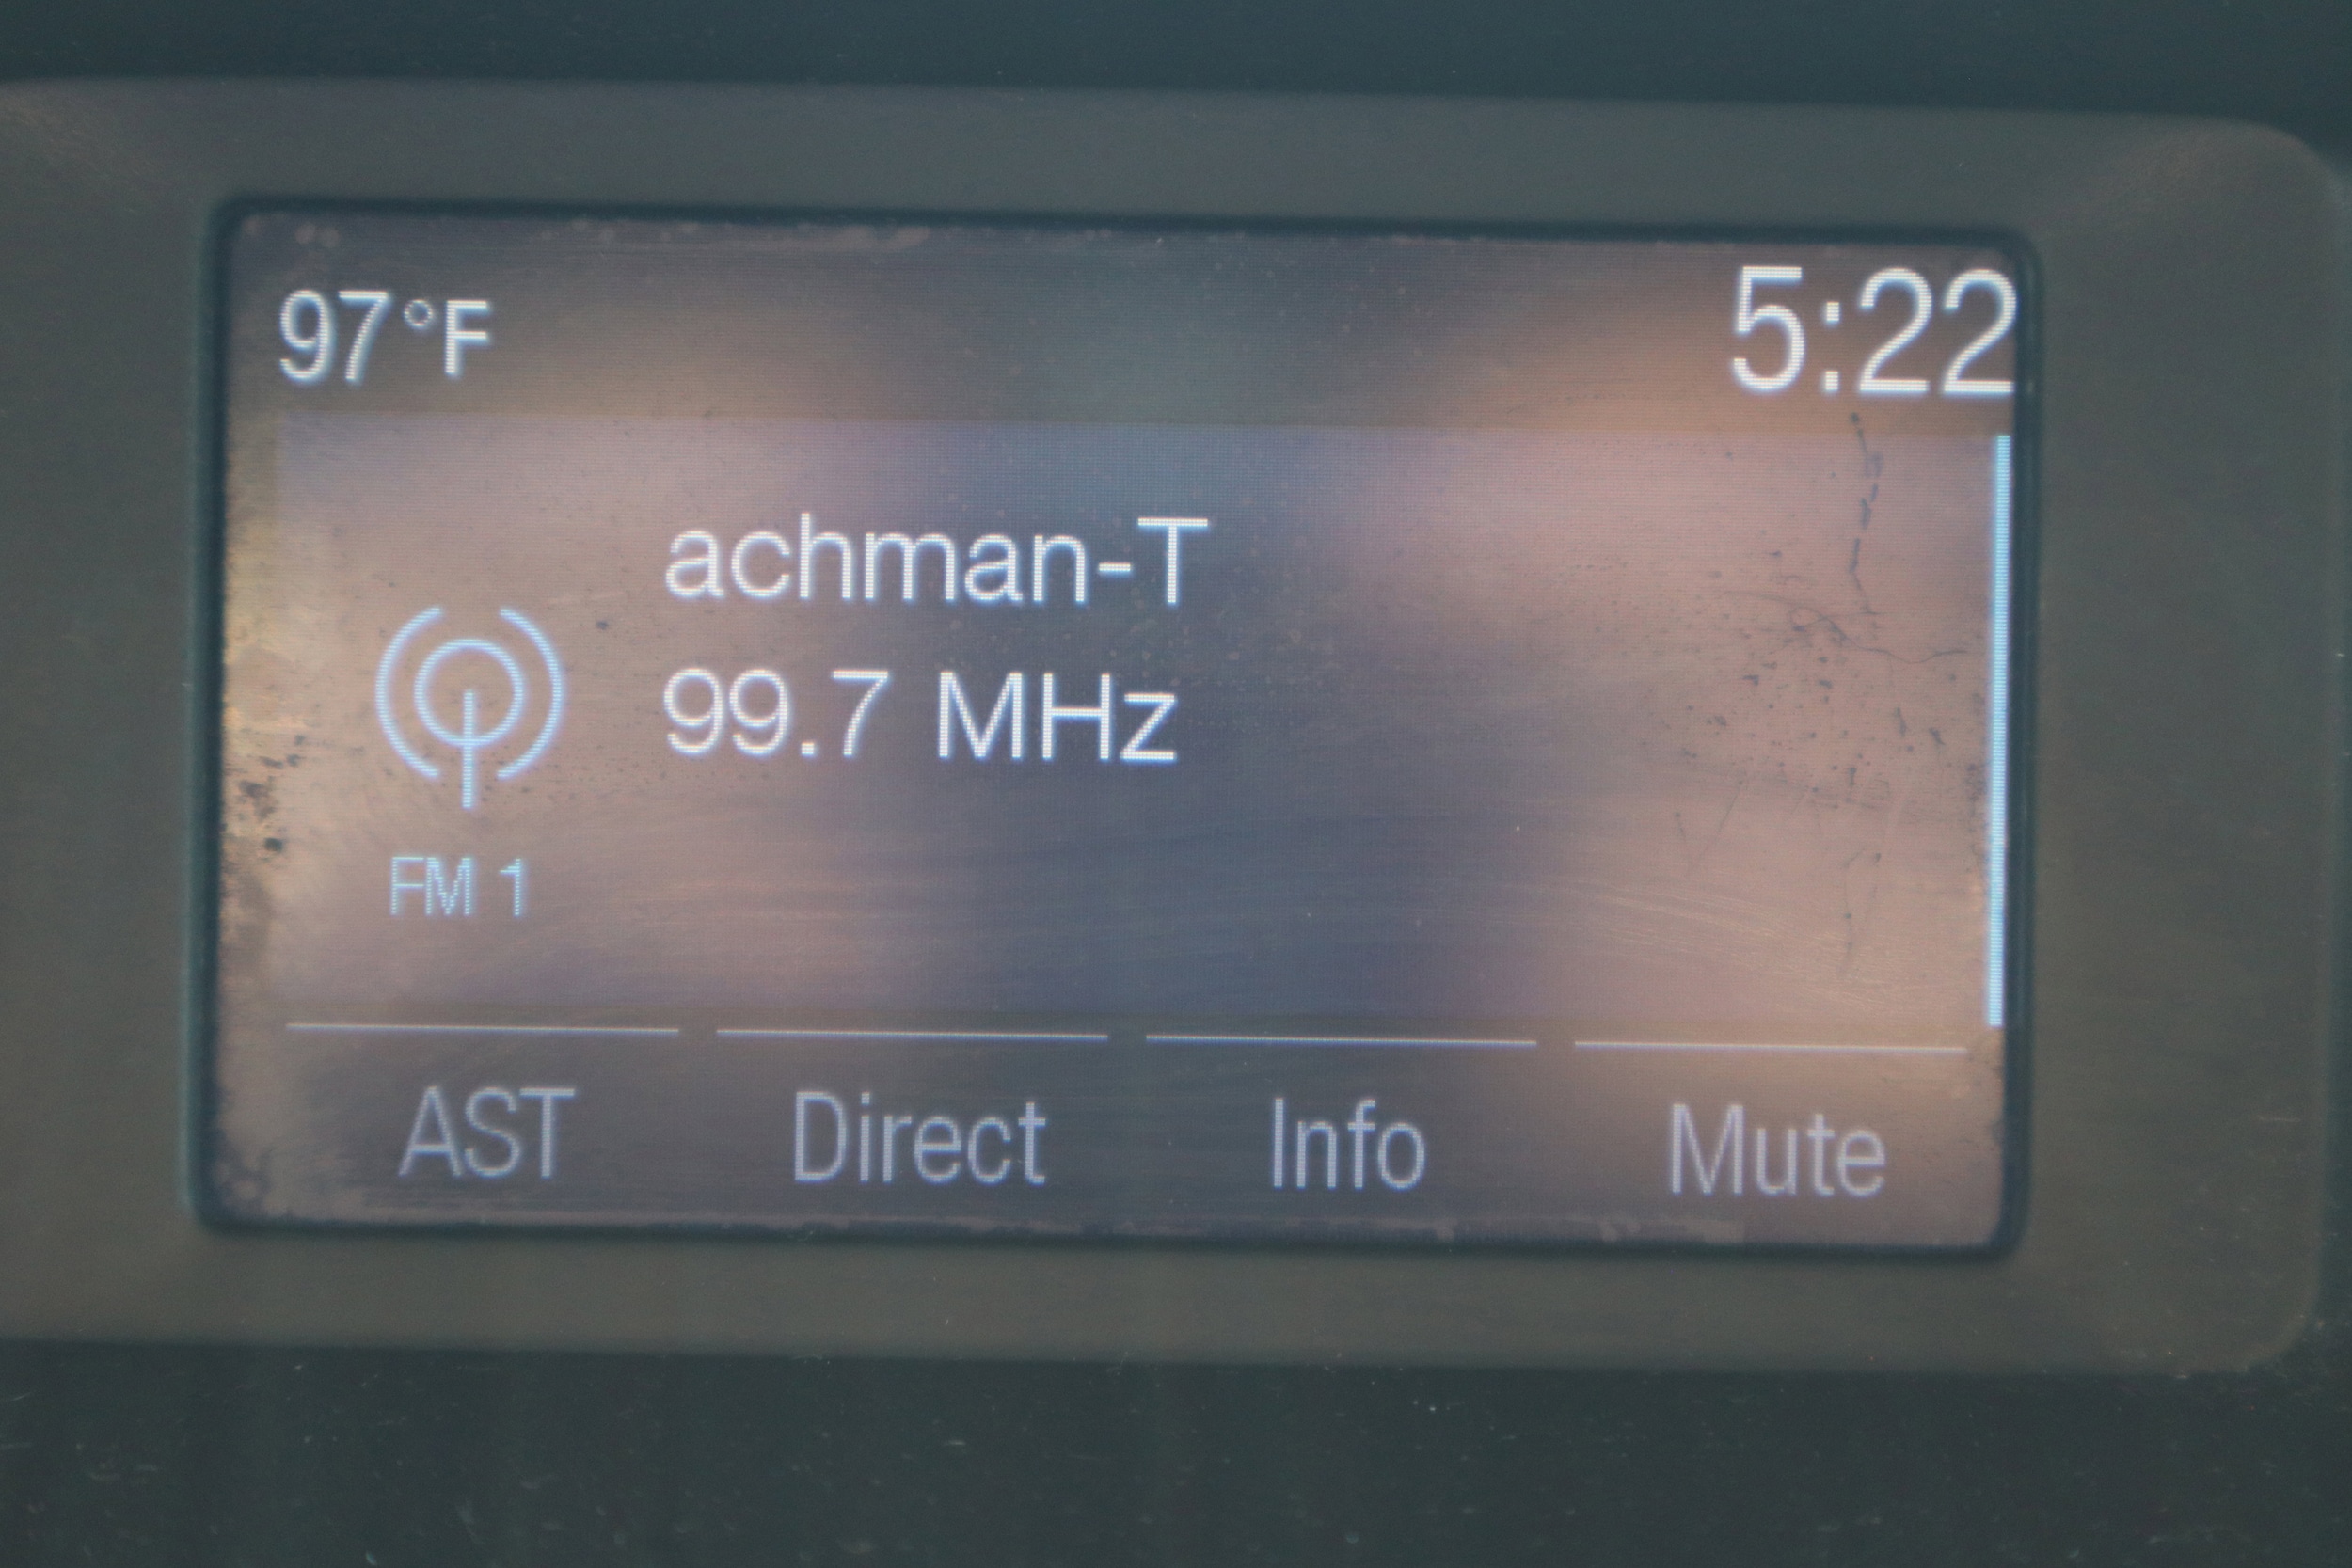 97°F
5:22
achman-T
99.7 MHz
FM 1
AST
Direct
Info
Mute